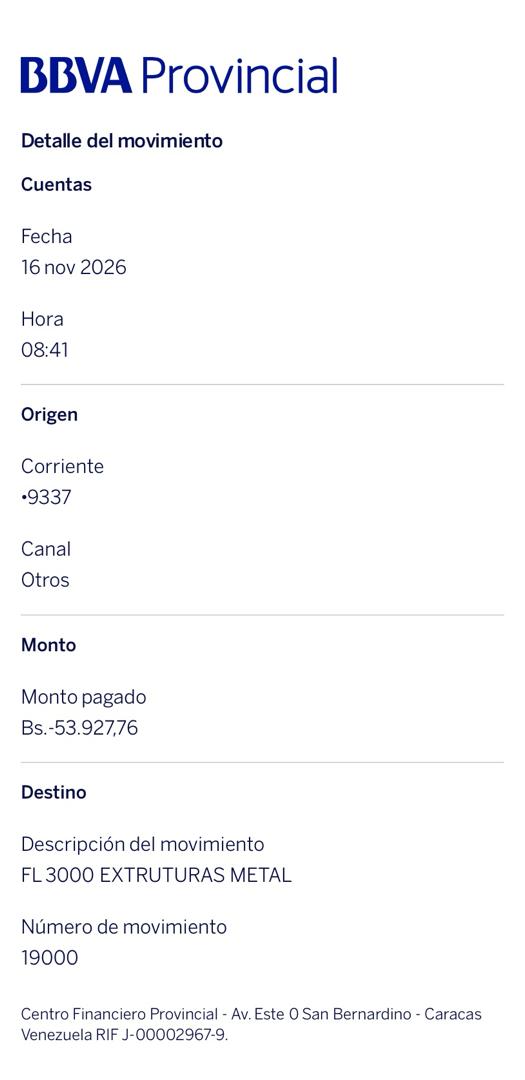 BBVA Provincial
Detalle del movimiento
Cuentas
Fecha
16 nov 2026
Hora
08:41
Origen
Corriente
•9337
Canal
Otros
Monto
Monto pagado
Bs.-53.927,76
Destino
Descripción del movimiento
FL 3000 EXTRUTURAS METAL
Número de movimiento
19000
Centro Financiero Provincial - Av. Este 0 San Bernardino - Caracas
Venezuela RIF J-00002967-9.